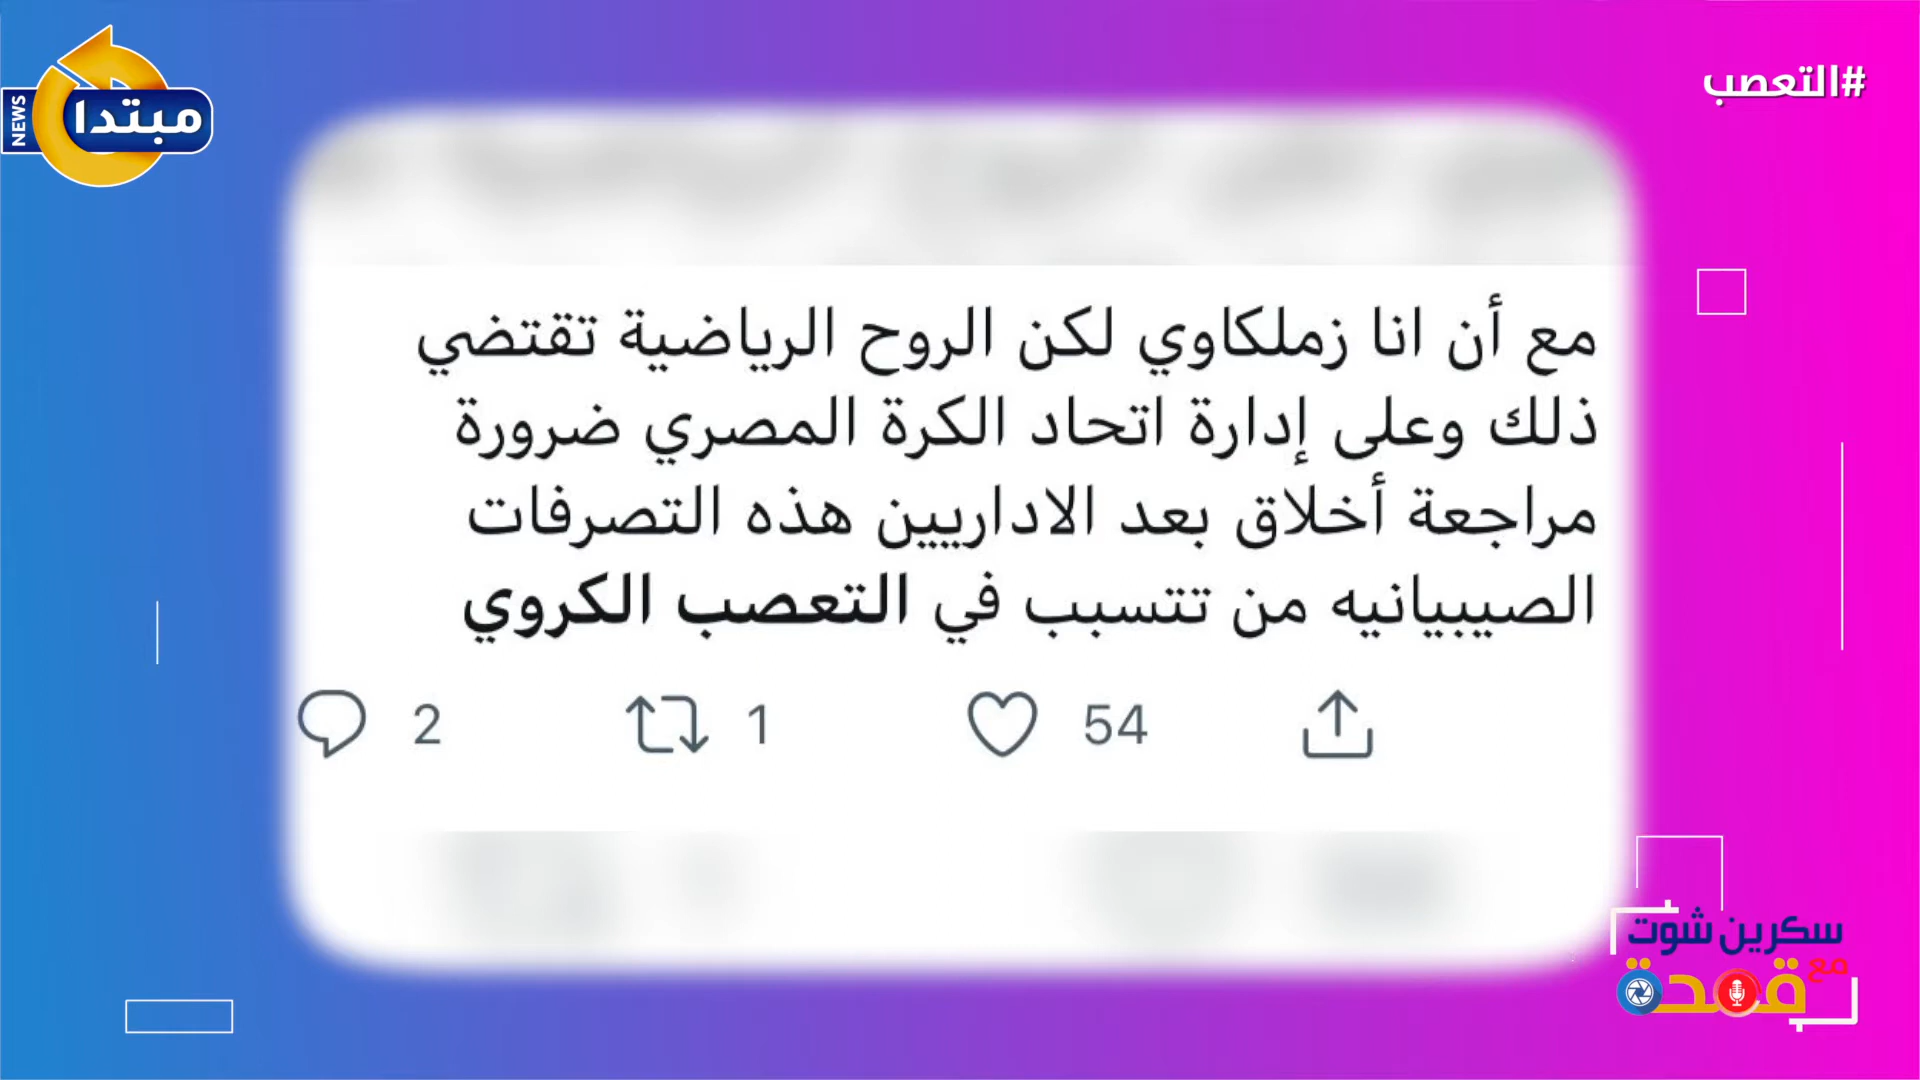 #التعصب
مبتدا
NEWS
مع أن انا زملكاوي لكن الروح الرياضية تقتضي
ذلك وعلى إدارة اتحاد الكرة المصري ضرورة
مراجعة أخلاق بعد الاداريين هذه التصرفات
الصيبيانيه من تتسبب في التعصب الكروي
2 1 54
سكرين شوت
مع